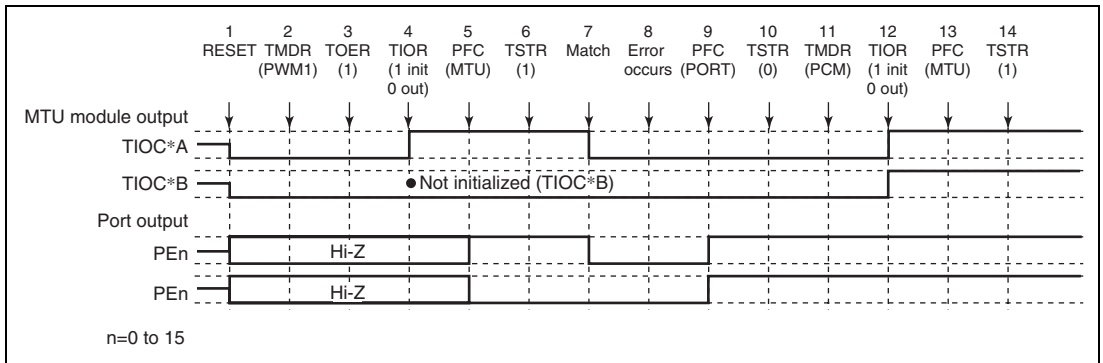 1 2 3 4 5 6 7 8 9 10 11 12 13 14
RESET TMDR TOER TIOR PFC TSTR Match Error PFC TSTR TMDR TIOR PFC TSTR
(PWM1) (1) (1 init (MTU) (1) occurs (PORT) (0) (PCM) (1 init (MTU) (1)
0 out) 0 out)
MTU module output
TIOC*A
TIOC*B ●Not initialized (TIOC*B)
Port output
PEn Hi-Z
PEn Hi-Z
n=0 to 15